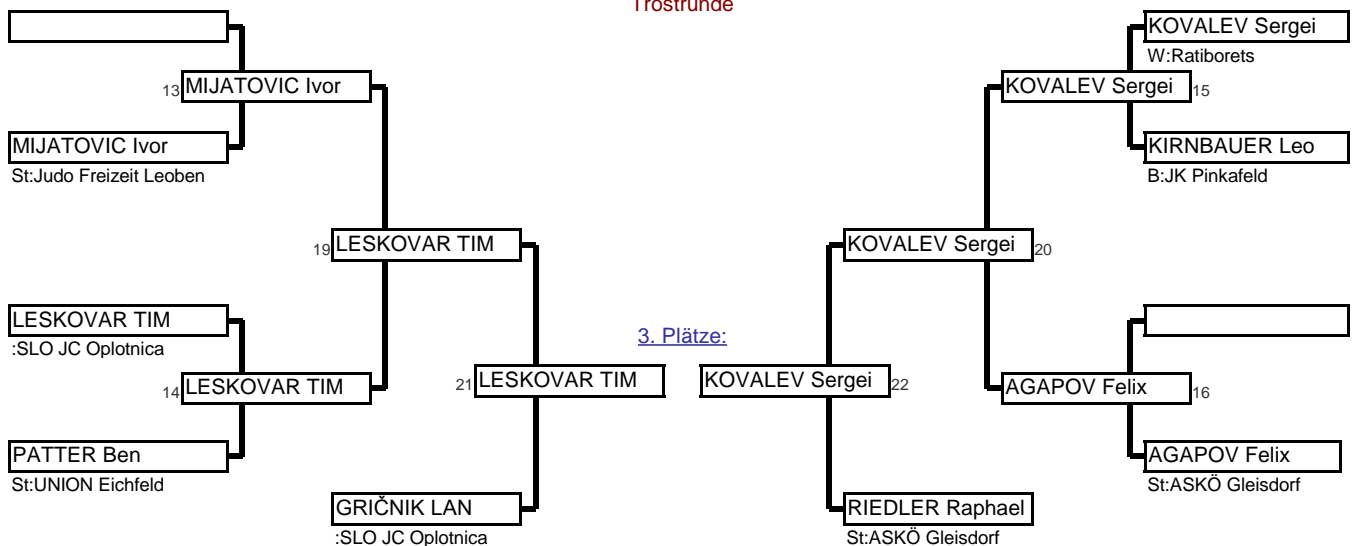 Trostrunde
KOVALEV Sergei
W:Ratiborets
13 MIJATOVIC Ivor
KOVALEV Sergei 15
MIJATOVIC Ivor
St:Judo Freizeit Leoben
KIRNBAUER Leo
B:JK Pinkafeld
19 LESKOVAR TIM
KOVALEV Sergei 20
LESKOVAR TIM
:SLO JC Oplotnica
3. Plätze:
14 LESKOVAR TIM
21 LESKOVAR TIM
KOVALEV Sergei 22
AGAPOV Felix 16
PATTER Ben
St:UNION Eichfeld
AGAPOV Felix
St:ASKÖ Gleisdorf
GRIČNIK LAN
:SLO JC Oplotnica
RIEDLER Raphael
St:ASKÖ Gleisdorf